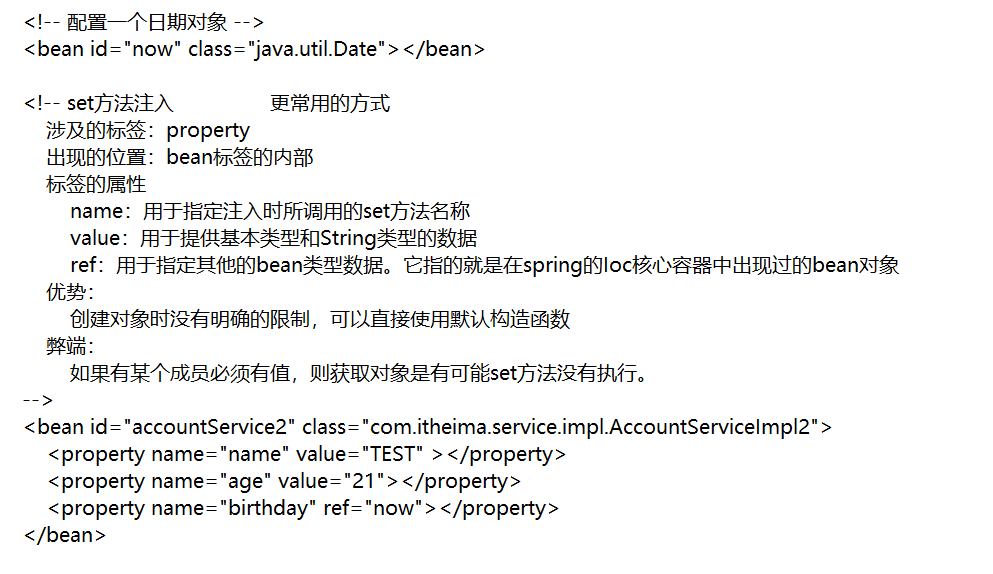 <!-- 配置一个日期对象 -->
<bean id="now" class="java.util.Date"></bean>
<!-- set方法注入                更常用的方式
    涉及的标签：property
    出现的位置：bean标签的内部
    标签的属性
        name：用于指定注入时所调用的set方法名称
        value：用于提供基本类型和String类型的数据
        ref：用于指定其他的bean类型数据。它指的就是在spring的Ioc核心容器中出现过的bean对象
    优势：
        创建对象时没有明确的限制，可以直接使用默认构造函数
    弊端：
        如果有某个成员必须有值，则获取对象是有可能set方法没有执行。
-->
<bean id="accountService2" class="com.itheima.service.impl.AccountServiceImpl2">
    <property name="name" value="TEST" ></property>
    <property name="age" value="21"></property>
    <property name="birthday" ref="now"></property>
</bean>